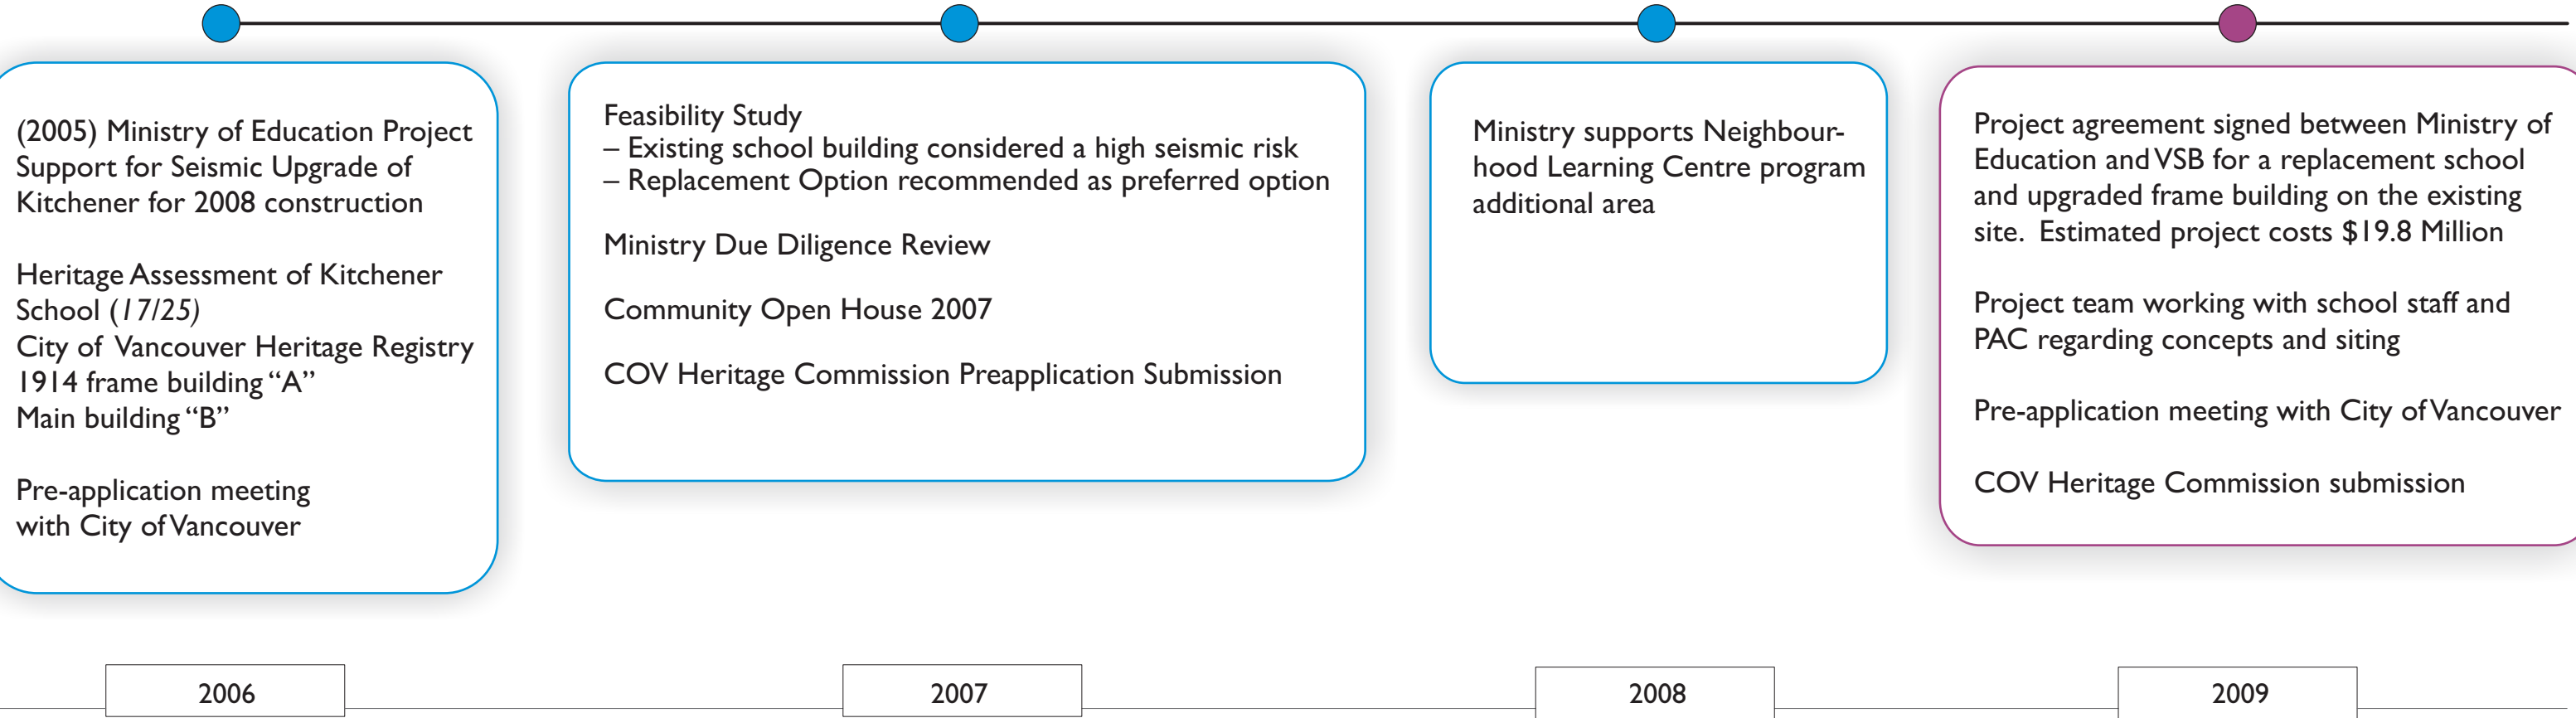 (2005) Ministry of Education Project
Support for Seismic Upgrade of
Kitchener for 2008 construction
Heritage Assessment of Kitchener
School (17/25)
City of Vancouver Heritage Registry
1914 frame building “A”
Main building “B”
Pre-application meeting
with City of Vancouver
Feasibility Study
– Existing school building considered a high seismic risk
– Replacement Option recommended as preferred option
Ministry Due Diligence Review
Community Open House 2007
COV Heritage Commission Preapplication Submission
Ministry supports Neighbour-
hood Learning Centre program
additional area
Project agreement signed between Ministry of
Education and VSB for a replacement school
and upgraded frame building on the existing
site. Estimated project costs $19.8 Million
Project team working with school staff and
PAC regarding concepts and siting
Pre-application meeting with City of Vancouver
COV Heritage Commission submission
2006
2007
2008
2009